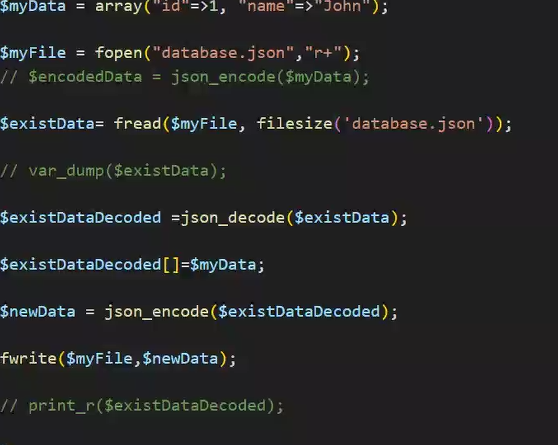 $myData = array("id"=>1, "name"=>"John");
$myFile = fopen("database.json","r+");
// $encodedData = json_encode($myData);
$existData= fread($myFile, filesize('database.json'));
// var_dump($existData);
$existDataDecoded =json_decode($existData);
$existDataDecoded[]=$myData;
$newData = json_encode($existDataDecoded);
fwrite($myFile,$newData);
// print_r($existDataDecoded);